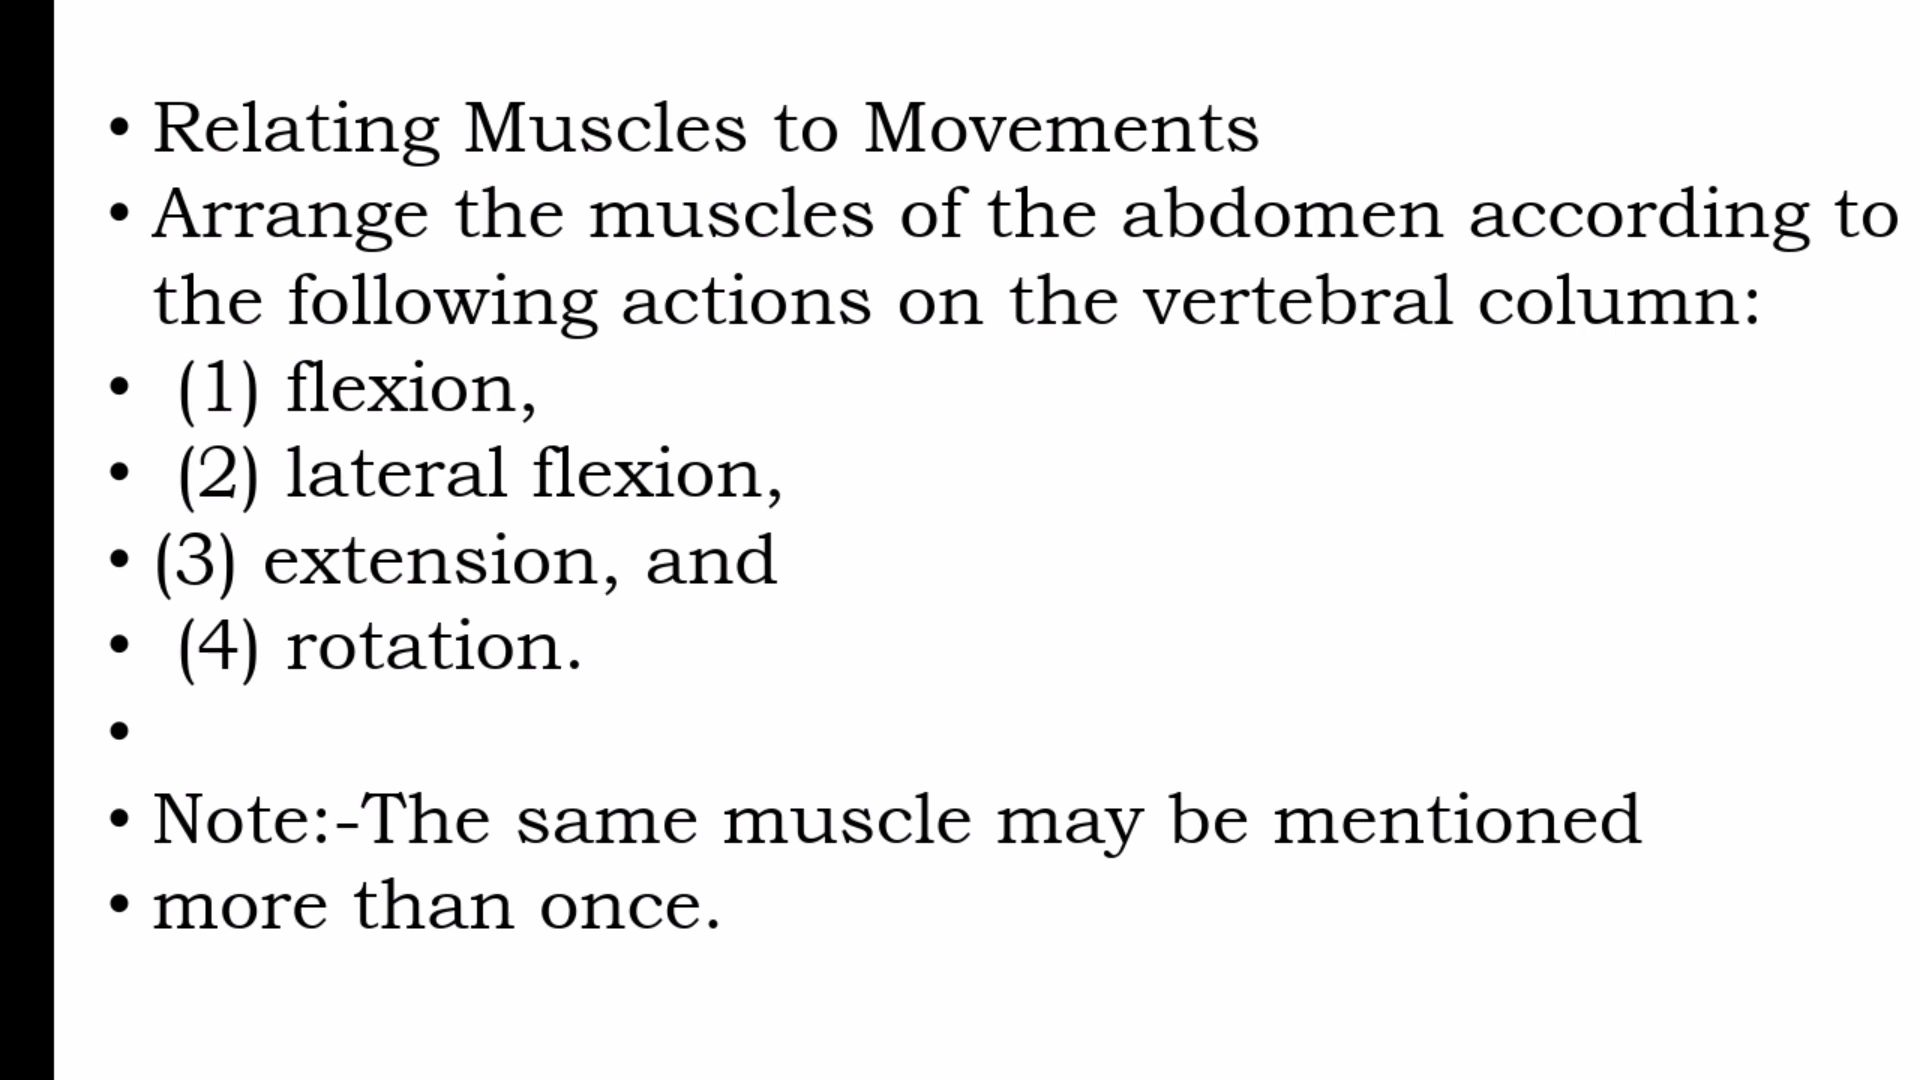 • Relating Muscles to Movements
• Arrange the muscles of the abdomen according to
the following actions on the vertebral column:
• (1) flexion,
• (2) lateral flexion,
• (3) extension, and
• (4) rotation.
•
• Note:-The same muscle may be mentioned
• more than once.